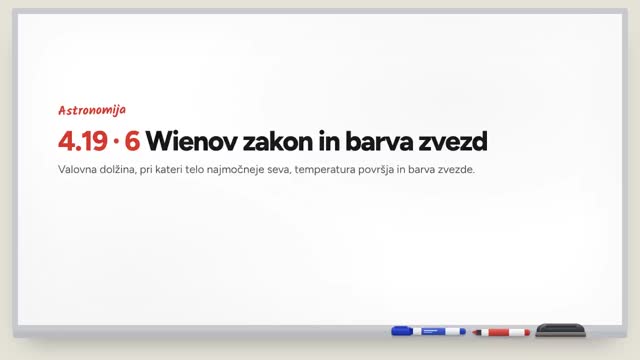 Astronomija
4.19 · 6 Wienov zakon in barva zvezd
Valovna dolžina, pri kateri telo najmočneje seva, temperatura površja in barva zvezde.